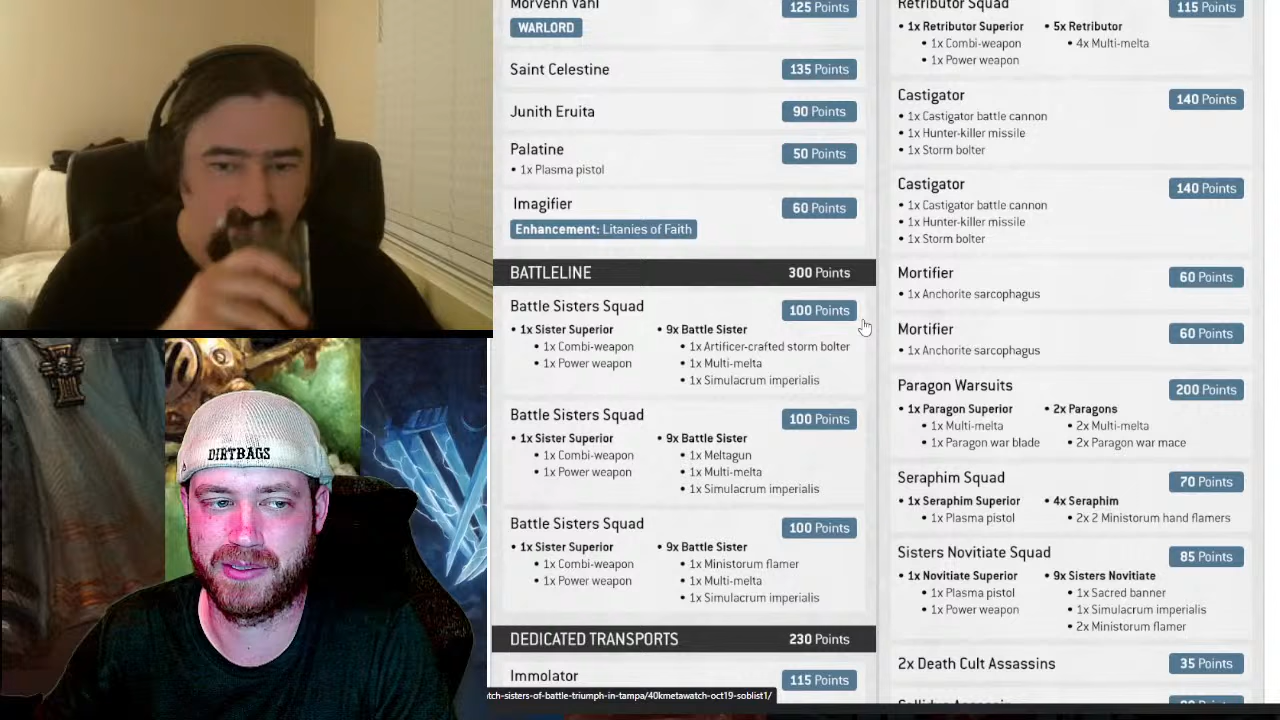 DIRTBAGS
Morvenn Vahl
125 Points
WARLORD
Saint Celestine
135 Points
Junith Eruita
90 Points
Palatine
50 Points
• 1x Plasma pistol
Imagifier
60 Points
Enhancement: Litanies of Faith
BATTLELINE
300 Points
Battle Sisters Squad
100 Points
• 1x Sister Superior
• 1x Combi-weapon
• 1x Power weapon
• 9x Battle Sister
• 1x Artificer-crafted storm bolter
• 1x Multi-melta
• 1x Simulacrum imperialis
Battle Sisters Squad
100 Points
• 1x Sister Superior
• 1x Combi-weapon
• 1x Power weapon
• 9x Battle Sister
• 1x Meltagun
• 1x Multi-melta
• 1x Simulacrum imperialis
Battle Sisters Squad
100 Points
• 1x Sister Superior
• 1x Combi-weapon
• 1x Power weapon
• 9x Battle Sister
• 1x Ministorum flamer
• 1x Multi-melta
• 1x Simulacrum imperialis
DEDICATED TRANSPORTS
230 Points
Immolator
115 Points
tch-sisters-of-battle-triumph-in-tampa/40kmetawatch-oct19-soblist1/
Retributor Squad
115 Points
• 1x Retributor Superior
• 1x Combi-weapon
• 1x Power weapon
• 5x Retributor
• 4x Multi-melta
Castigator
140 Points
• 1x Castigator battle cannon
• 1x Hunter-killer missile
• 1x Storm bolter
Castigator
140 Points
• 1x Castigator battle cannon
• 1x Hunter-killer missile
• 1x Storm bolter
Mortifier
60 Points
• 1x Anchorite sarcophagus
Mortifier
60 Points
• 1x Anchorite sarcophagus
Paragon Warsuits
200 Points
• 1x Paragon Superior
• 1x Multi-melta
• 1x Paragon war blade
• 2x Paragons
• 2x Multi-melta
• 2x Paragon war mace
Seraphim Squad
70 Points
• 1x Seraphim Superior
• 1x Plasma pistol
• 4x Seraphim
• 2x 2 Ministorum hand flamers
Sisters Novitiate Squad
85 Points
• 1x Novitiate Superior
• 1x Plasma pistol
• 1x Power weapon
• 9x Sisters Novitiate
• 1x Sacred banner
• 1x Simulacrum imperialis
• 2x Ministorum flamer
2x Death Cult Assassins
35 Points